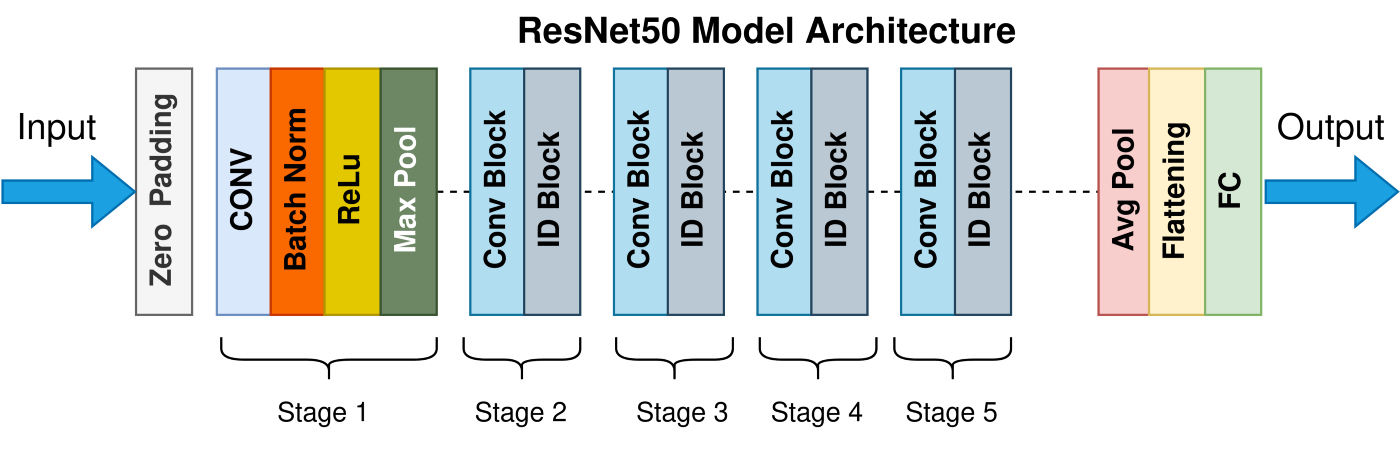 ResNet50 Model Architecture
Input
Zero Padding
CONV
Batch Norm
ReLu
Max Pool
Conv Block
ID Block
Conv Block
ID Block
Conv Block
ID Block
Conv Block
ID Block
Avg Pool
Flattening
FC
Output
Stage 1
Stage 2
Stage 3
Stage 4
Stage 5